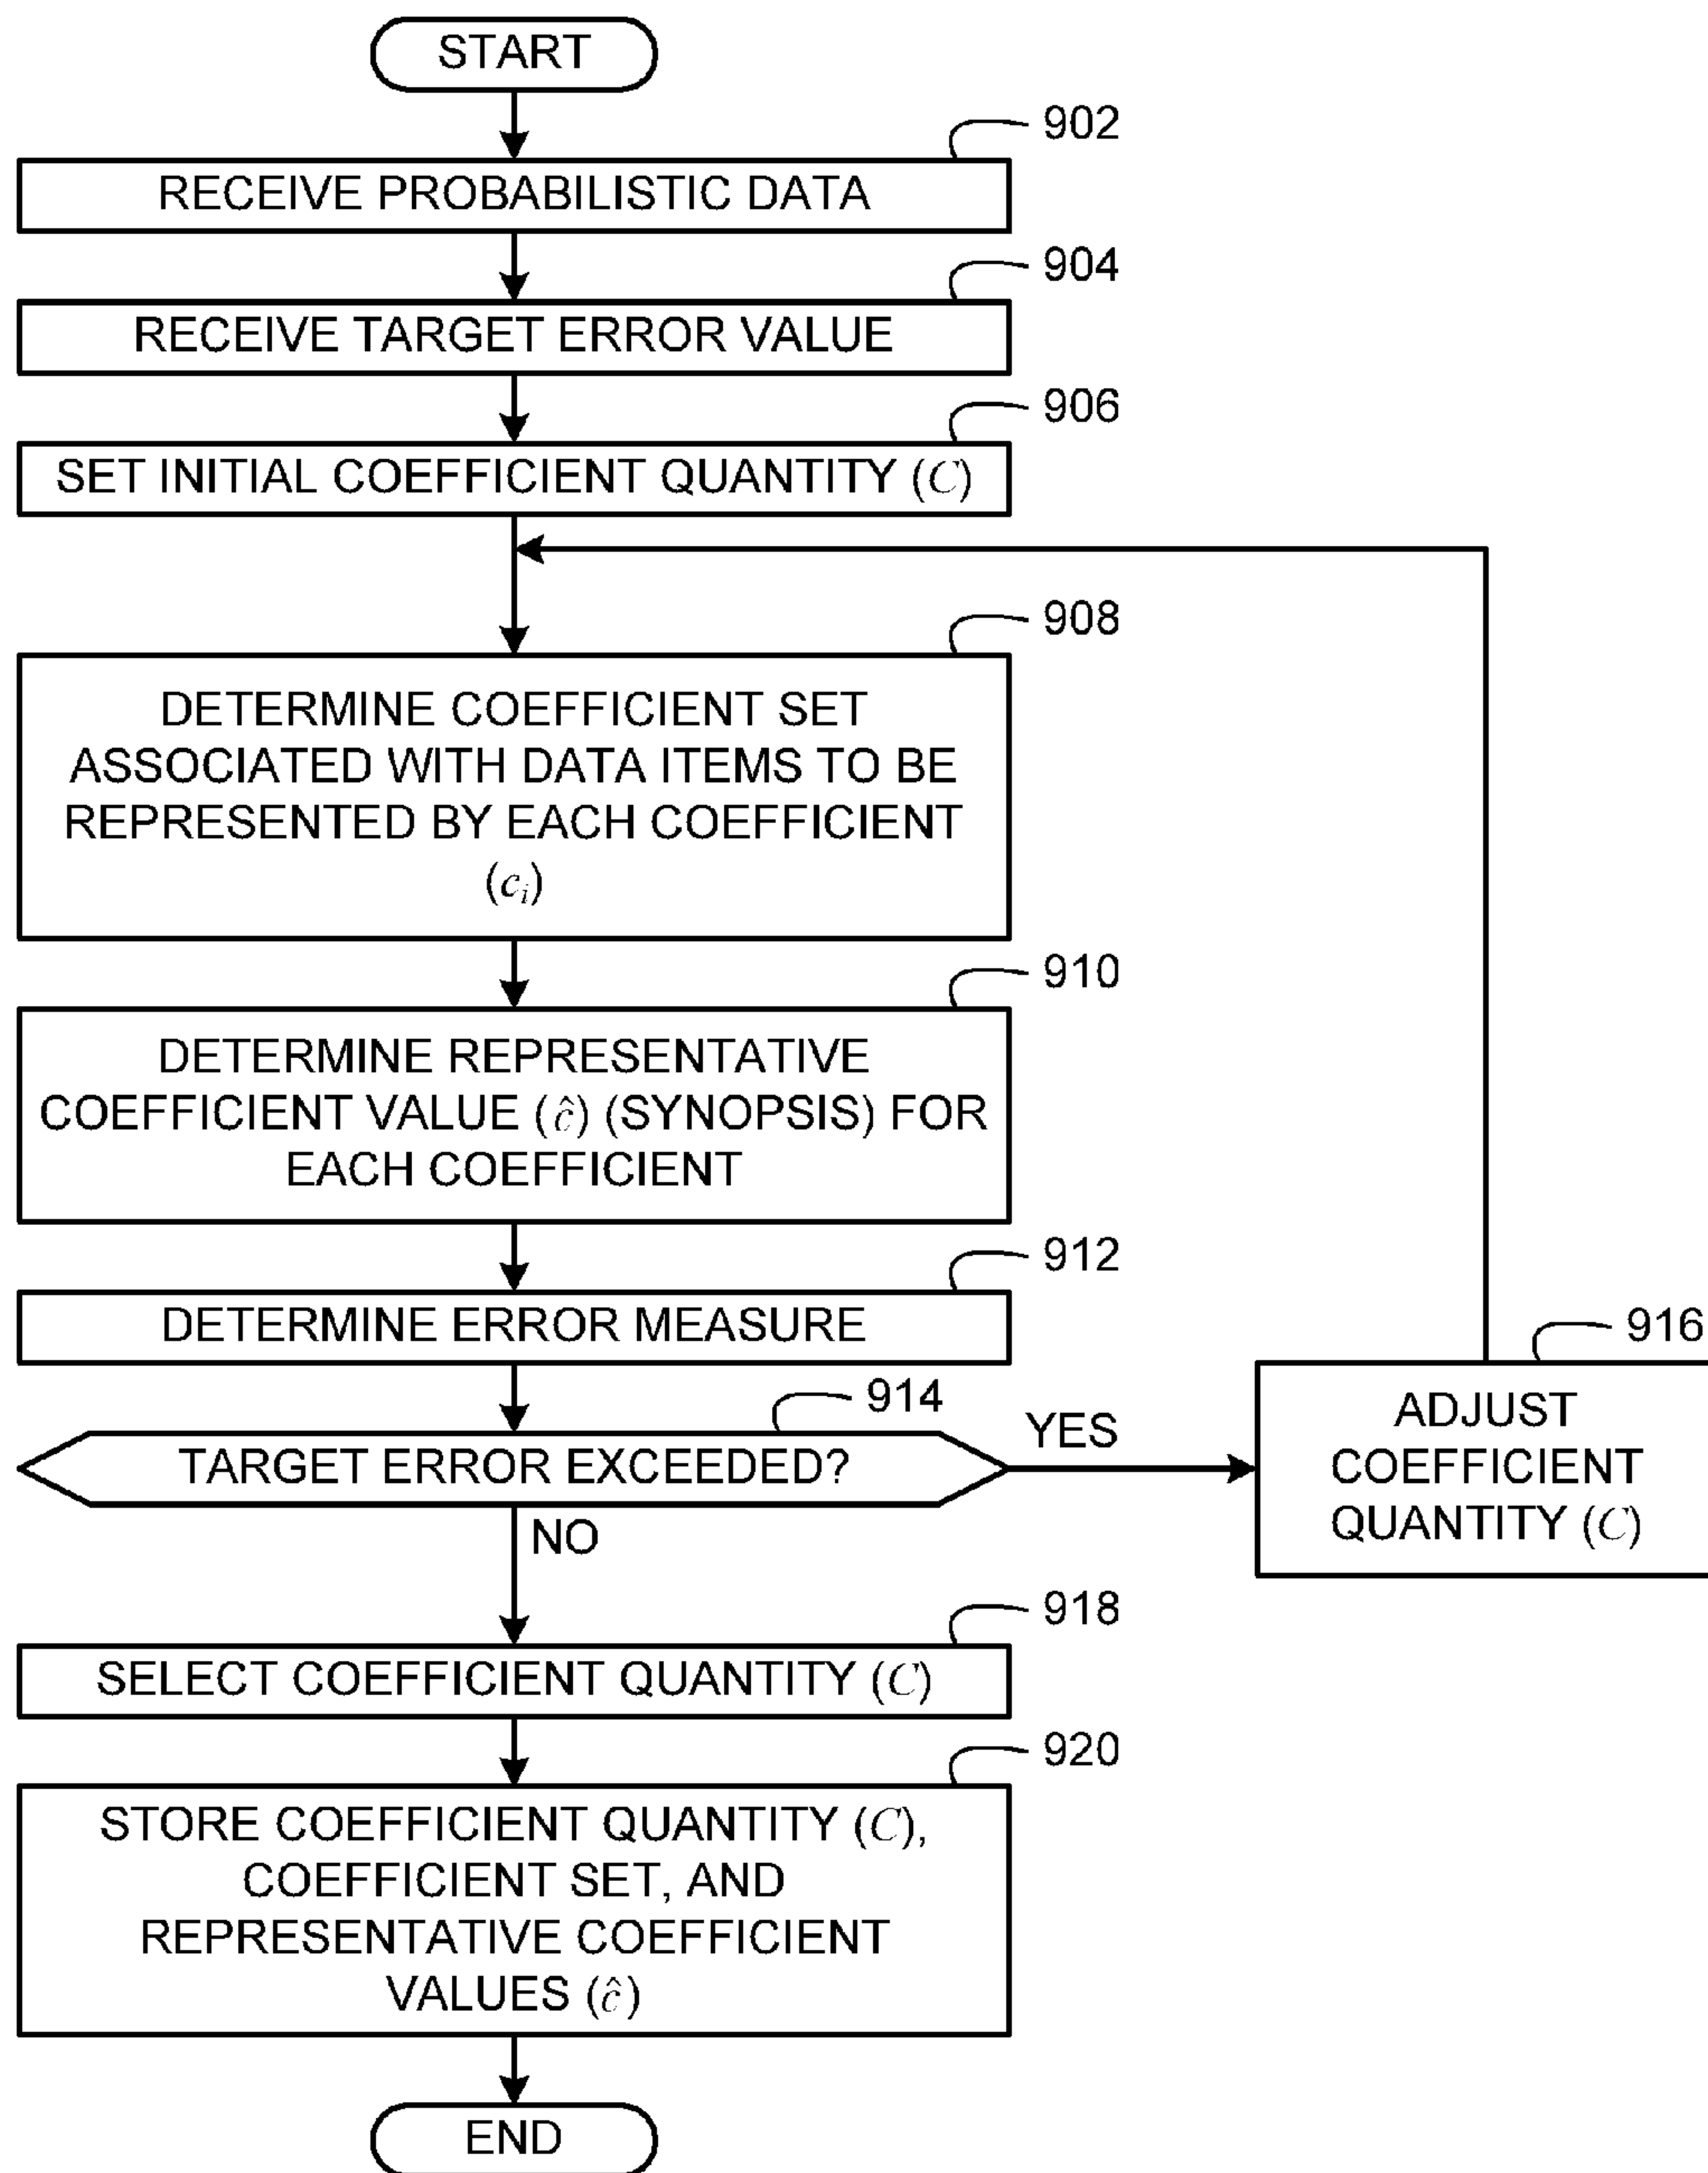 START
902
RECEIVE PROBABILISTIC DATA
904
RECEIVE TARGET ERROR VALUE
906
SET INITIAL COEFFICIENT QUANTITY (C)
908
DETERMINE COEFFICIENT SET
ASSOCIATED WITH DATA ITEMS TO BE
REPRESENTED BY EACH COEFFICIENT
(cᵢ)
910
DETERMINE REPRESENTATIVE
COEFFICIENT VALUE (ĉ) (SYNOPSIS) FOR
EACH COEFFICIENT
912
DETERMINE ERROR MEASURE
914
TARGET ERROR EXCEEDED?
YES
916
ADJUST
COEFFICIENT
QUANTITY (C)
NO
918
SELECT COEFFICIENT QUANTITY (C)
920
STORE COEFFICIENT QUANTITY (C),
COEFFICIENT SET, AND
REPRESENTATIVE COEFFICIENT
VALUES (ĉ)
END